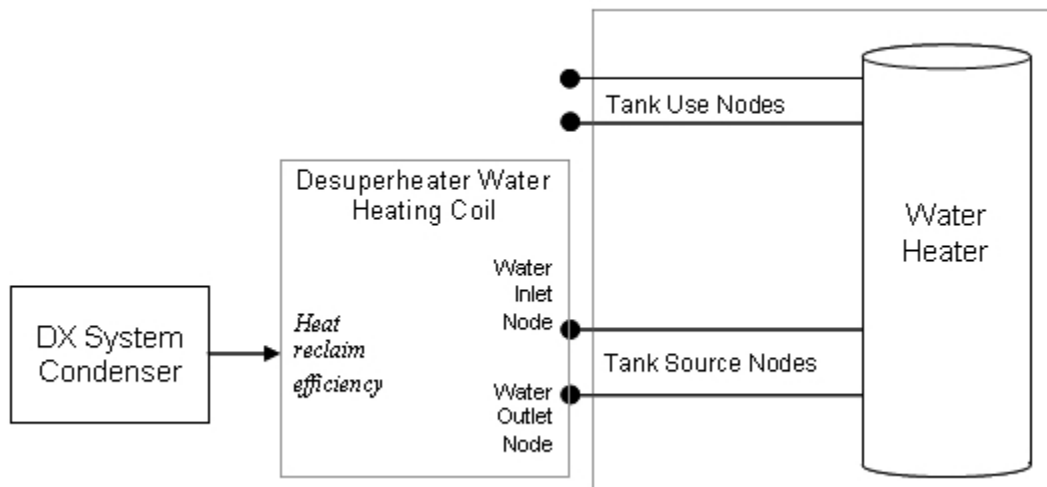 Tank Use Nodes
Desuperheater Water
Heating Coil
Water
Heater
Water
Inlet
Node
DX System
Condenser
Heat
reclaim
efficiency
Tank Source Nodes
Water
Outlet
Node